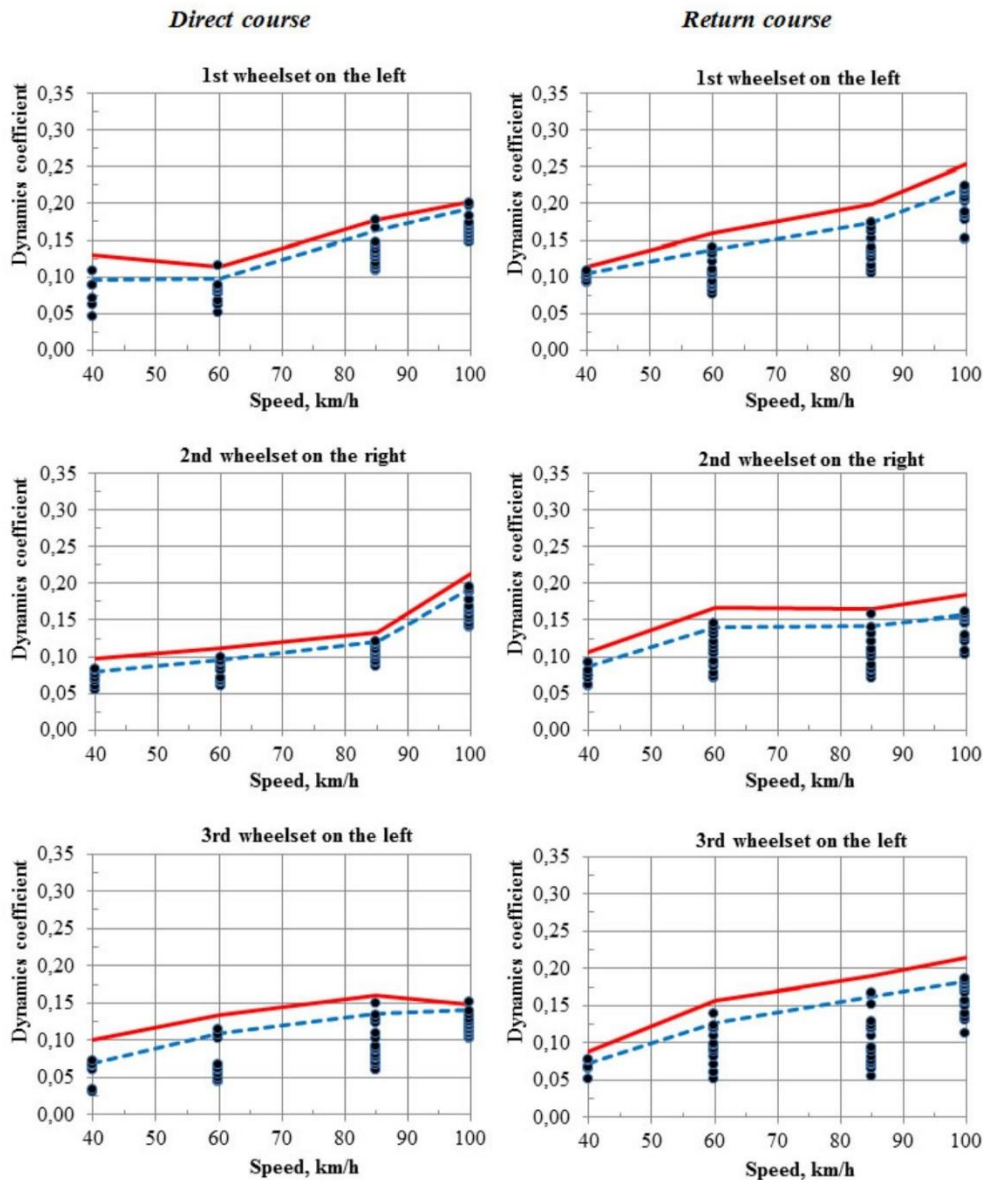 Direct course
Return course
1st wheelset on the left
Dynamics coefficient
0,35
0,30
0,25
0,20
0,15
0,10
0,05
0,00
40 50 60 70 80 90 100
Speed, km/h
1st wheelset on the left
Dynamics coefficient
0,35
0,30
0,25
0,20
0,15
0,10
0,05
0,00
40 50 60 70 80 90 100
Speed, km/h
2nd wheelset on the right
Dynamics coefficient
0,35
0,30
0,25
0,20
0,15
0,10
0,05
0,00
40 50 60 70 80 90 100
Speed, km/h
2nd wheelset on the right
Dynamics coefficient
0,35
0,30
0,25
0,20
0,15
0,10
0,05
0,00
40 50 60 70 80 90 100
Speed, km/h
3rd wheelset on the left
Dynamics coefficient
0,35
0,30
0,25
0,20
0,15
0,10
0,05
0,00
40 50 60 70 80 90 100
Speed, km/h
3rd wheelset on the left
Dynamics coefficient
0,35
0,30
0,25
0,20
0,15
0,10
0,05
0,00
40 50 60 70 80 90 100
Speed, km/h